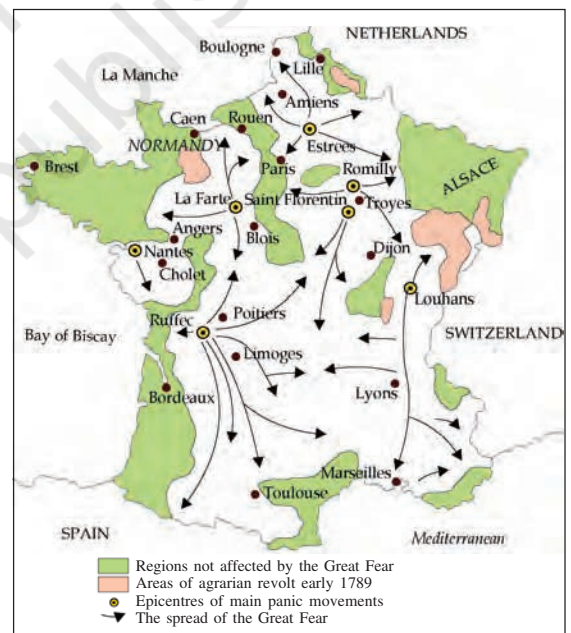 NETHERLANDS
Boulogne
Lille
La Manche
Amiens
Caen
Rouen
NORMANDY
Estrees
Brest
Paris
Romilly
ALSACE
La Farte
Saint Florentin
Troyes
Angers
Blois
Dijon
Nantes
Cholet
Louhans
Poitiers
Ruffec
Bay of Biscay
SWITZERLAND
Limoges
Lyons
Bordeaux
Marseilles
Toulouse
SPAIN
Mediterranean
Regions not affected by the Great Fear
Areas of agrarian revolt early 1789
Epicentres of main panic movements
The spread of the Great Fear